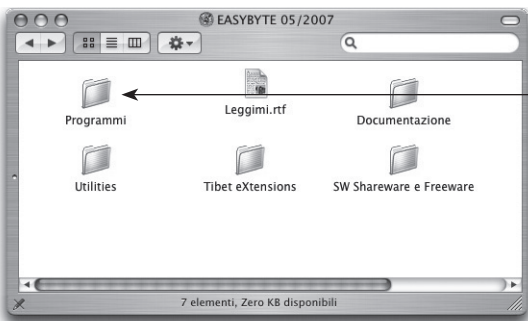 EASYBYTE 05/2007
Programmi
Leggimi.rtf
Documentazione
Utilities
Tibet eXtensions
SW Shareware e Freeware
7 elementi, Zero KB disponibili